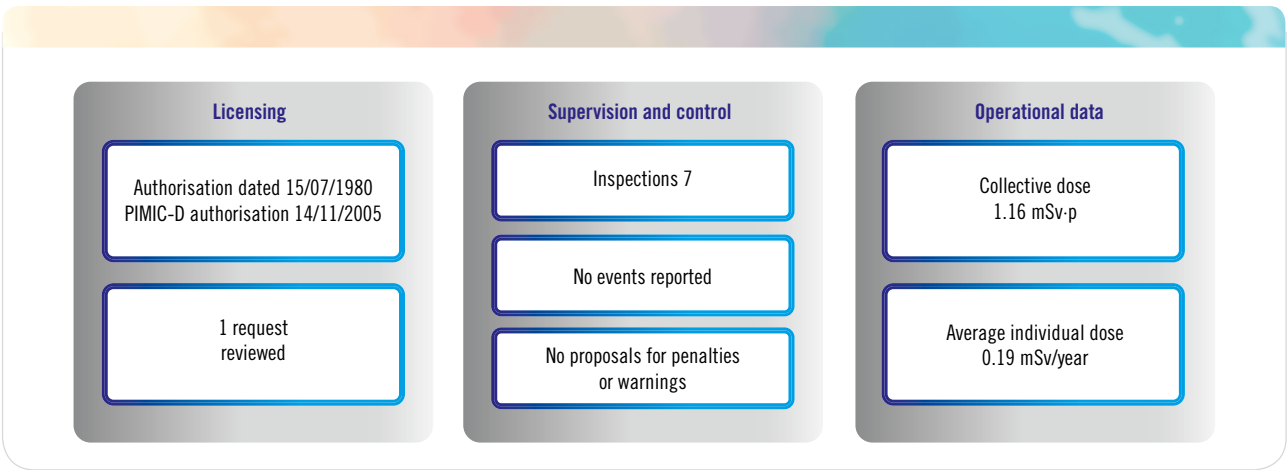 Licensing
Authorisation dated 15/07/1980
PIMIC-D authorisation 14/11/2005
1 request
reviewed
Supervision and control
Inspections 7
No events reported
No proposals for penalties
or warnings
Operational data
Collective dose
1.16 mSv·p
Average individual dose
0.19 mSv/year